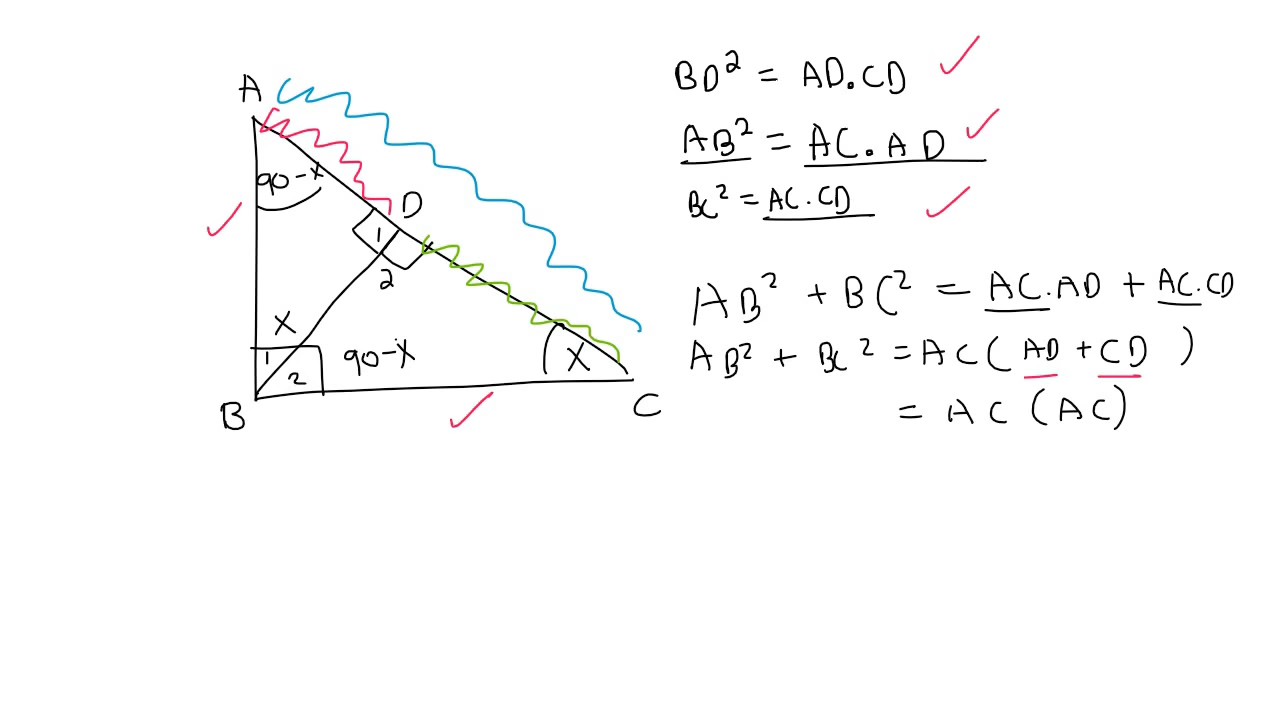 A
90-x
D
1
2
X
1
2
90-x
X
B
C
BD² = AD.CD
AB² = AC.AD
BC² = AC.CD
AB² + BC² = AC.AD + AC.CD
AB² + BC² = AC(AD + CD)
= AC (AC)